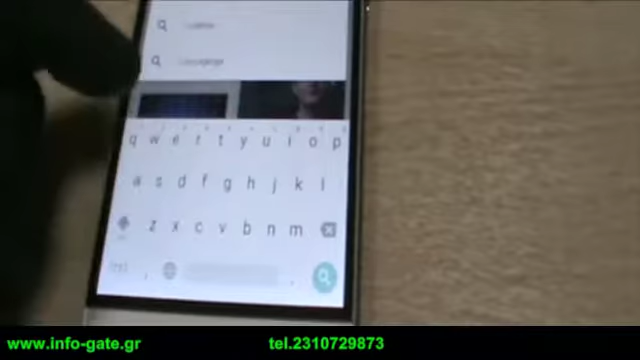 q w e r t y u i o p
a s d f g h j k l
z x c v b n m
www.info-gate.gr tel.2310729873